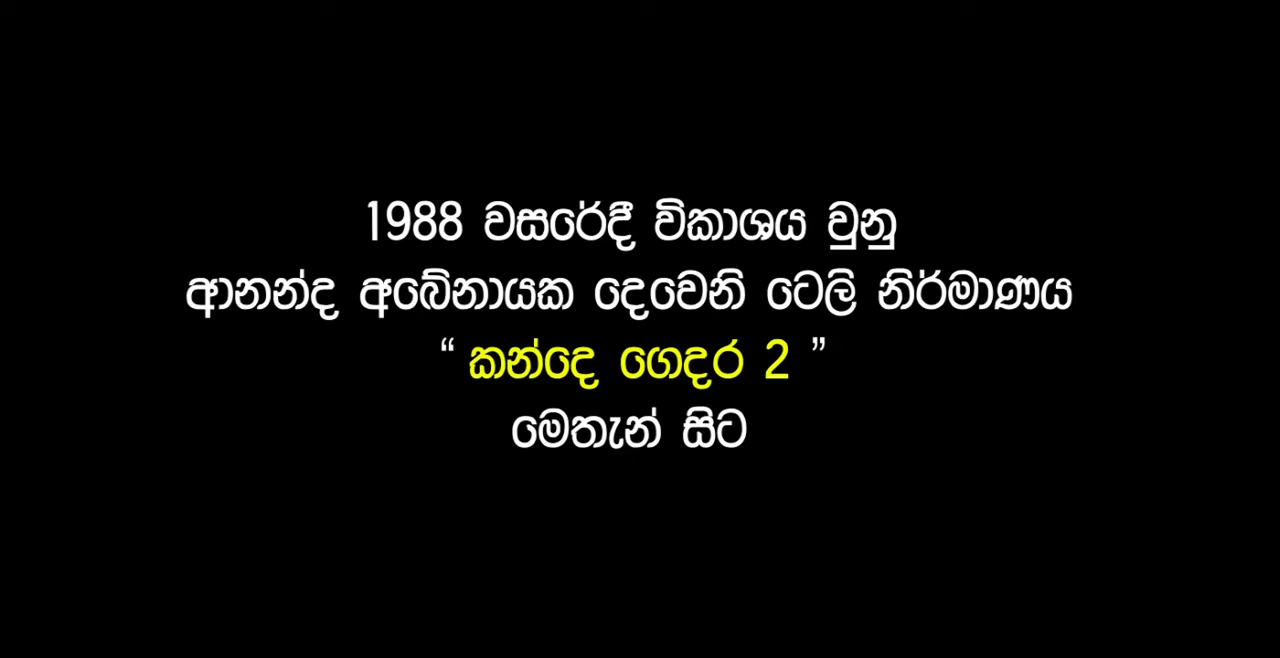 1988 වසරේදී විකාශය වුනු
ආනන්ද අබේනායක දෙවෙනි ටෙලි නිර්මාණය
“ කන්දෙ ගෙදර 2 ”
මෙතැන් සිට